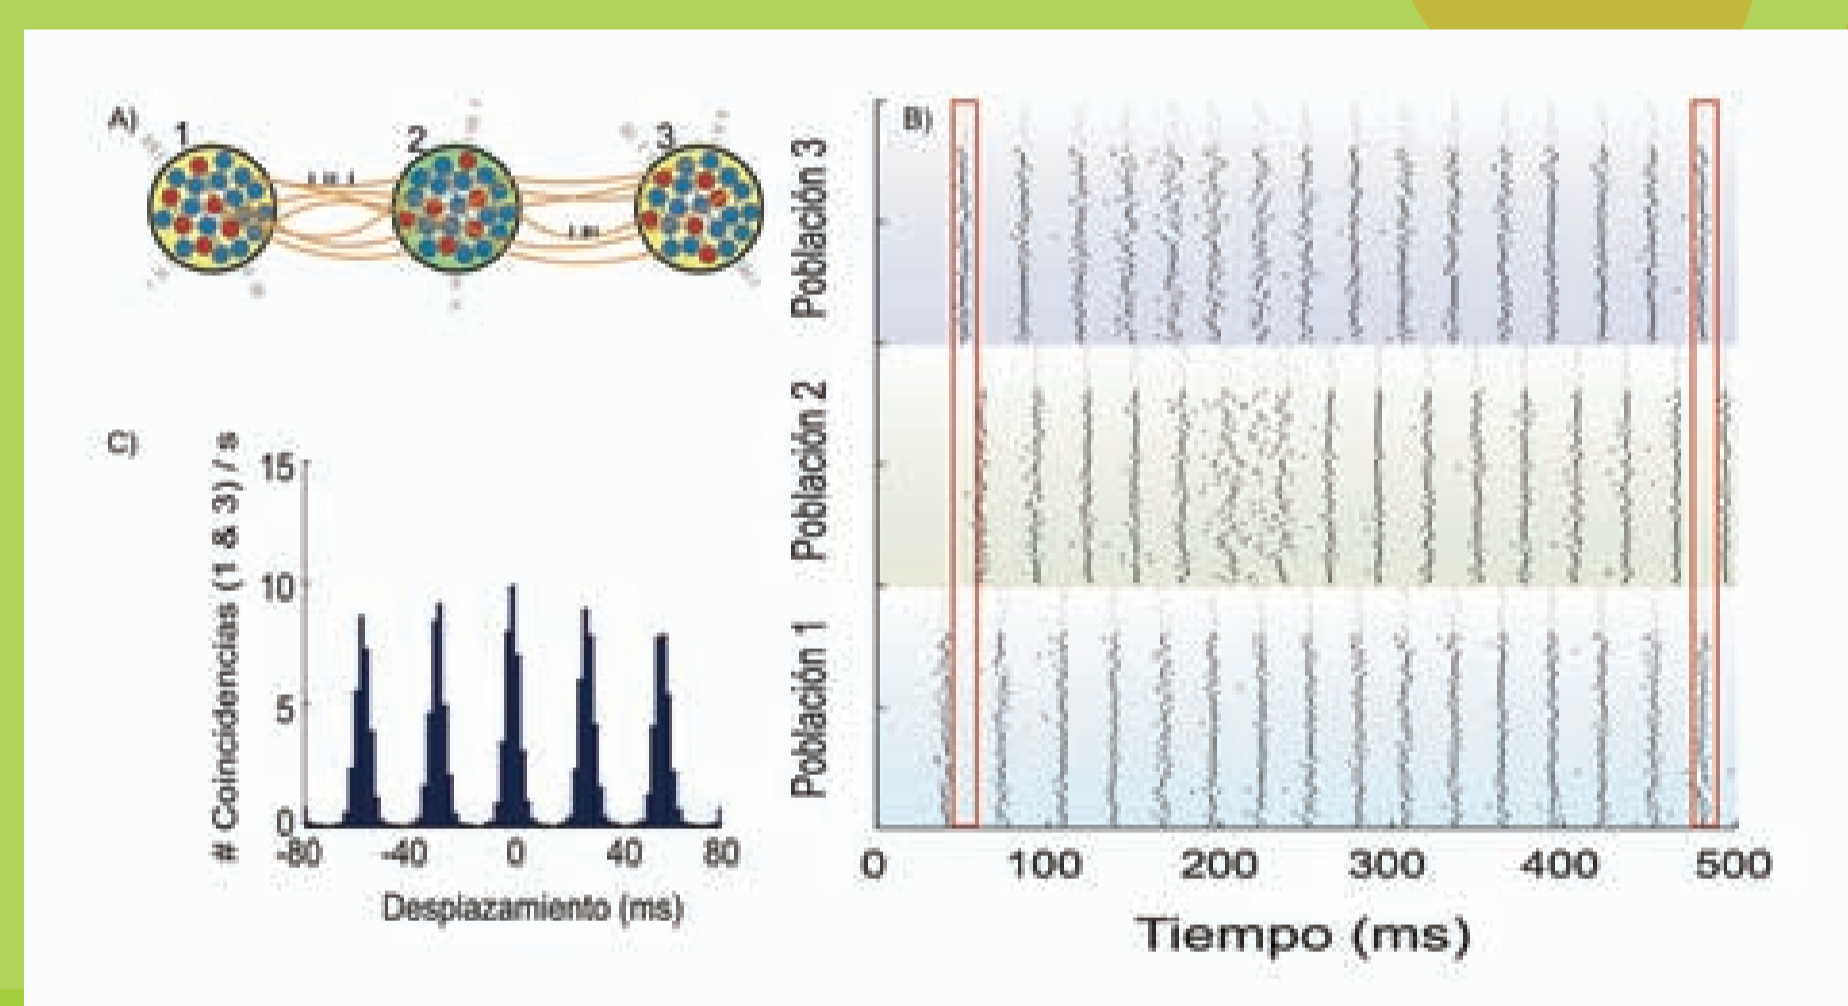 A)
1
2
3
B)
Población 3
Población 2
Población 1
0
100
200
300
400
500
Tiempo (ms)
C)
# Coincidencias (1 & 3) / s
15
10
5
0
-80
-40
0
40
80
Desplazamiento (ms)